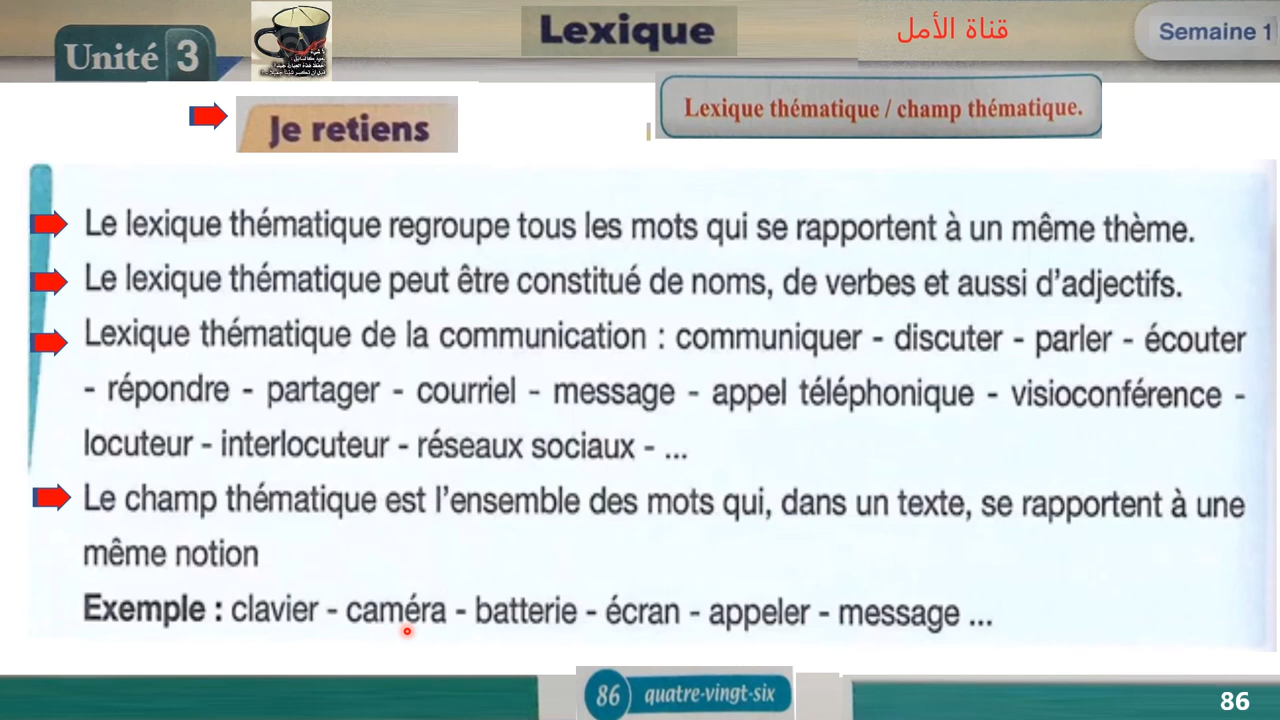 Unité 3
Lexique
قناة الأمل
Semaine 1
Je retiens
Lexique thématique / champ thématique.
Le lexique thématique regroupe tous les mots qui se rapportent à un même thème.
Le lexique thématique peut être constitué de noms, de verbes et aussi d'adjectifs.
Lexique thématique de la communication : communiquer - discuter - parler - écouter
- répondre - partager - courriel - message - appel téléphonique - visioconférence -
locuteur - interlocuteur - réseaux sociaux - ...
Le champ thématique est l'ensemble des mots qui, dans un texte, se rapportent à une
même notion
Exemple : clavier - caméra - batterie - écran - appeler - message ...
86 quatre-vingt-six
86